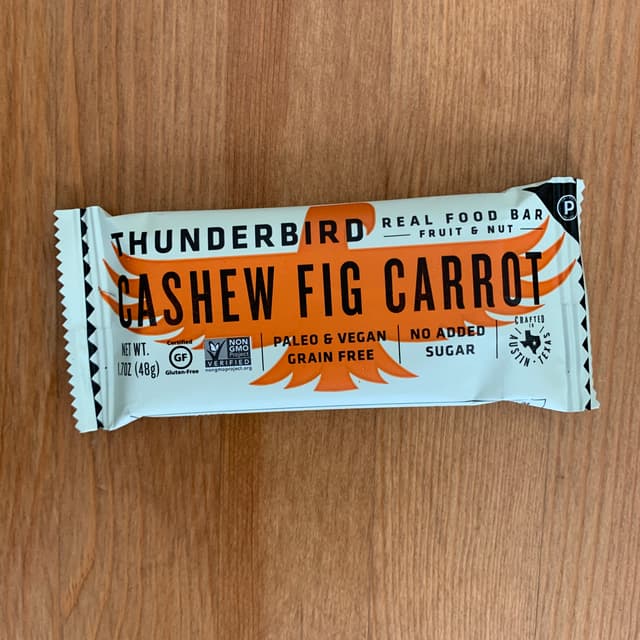 THUNDERBIRD
REAL FOOD BAR
FRUIT & NUT
P
CASHEW FIG CARROT
NET WT.
1.7OZ (48g)
Certified
GF
Gluten-Free
NON
GMO
Project
VERIFIED
nongmoproject.org
PALEO & VEGAN
GRAIN FREE
NO ADDED
SUGAR
CRAFTED
IN
AUSTIN • TEXAS